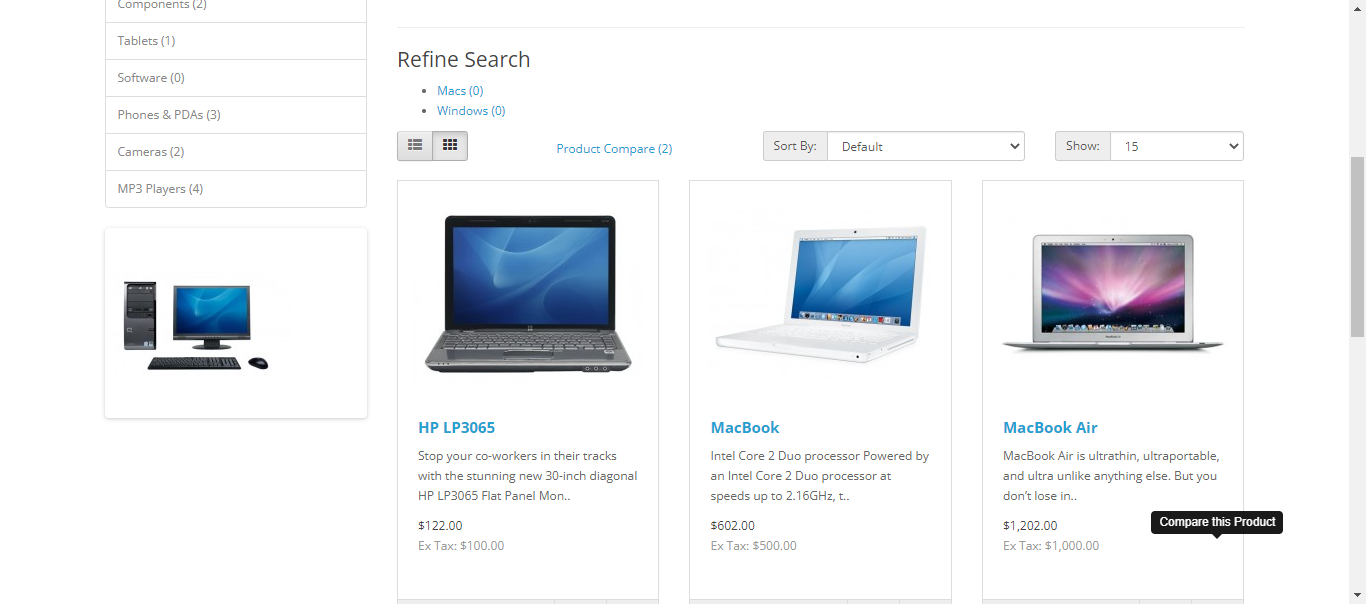 Components (2)
Tablets (1)
Software (0)
Phones & PDAs (3)
Cameras (2)
MP3 Players (4)
Refine Search
Macs (0)
Windows (0)
Product Compare (2)
Sort By:
Default
Show:
15
HP LP3065
Stop your co-workers in their tracks
with the stunning new 30-inch diagonal
HP LP3065 Flat Panel Mon..
$122.00
Ex Tax: $100.00
MacBook
Intel Core 2 Duo processor Powered by
an Intel Core 2 Duo processor at
speeds up to 2.16GHz, t..
$602.00
Ex Tax: $500.00
MacBook Air
MacBook Air is ultrathin, ultraportable,
and ultra unlike anything else. But you
don’t lose in..
$1,202.00
Ex Tax: $1,000.00
Compare this Product